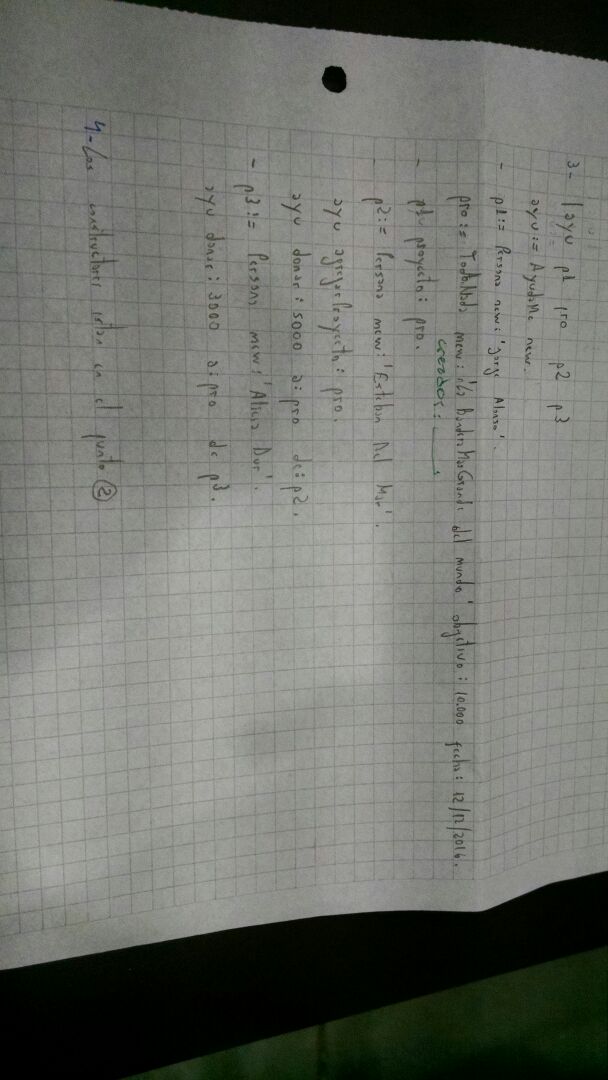 3- | ayu p1 pro p2 p3
ayu := AyudaMe new.
- p1 := Persona new: 'Jorge Alonso'.
pro := TodoNada new: 'La BanderaMasGrande del mundo' objetivo: 10.000 fecha: 12/12/2016.
creador: ____.
- p1 proyecto: pro.
p2 := Persona new: 'Esteban Del Mar'.
ayu agregarProyecto: pro.
ayu donar: 5000 a: pro de: p2.
- p3 := Persona new: 'Alicia Dur'.
ayu donar: 3000 a: pro de p3.
4- Los constructores estan en el punto 2